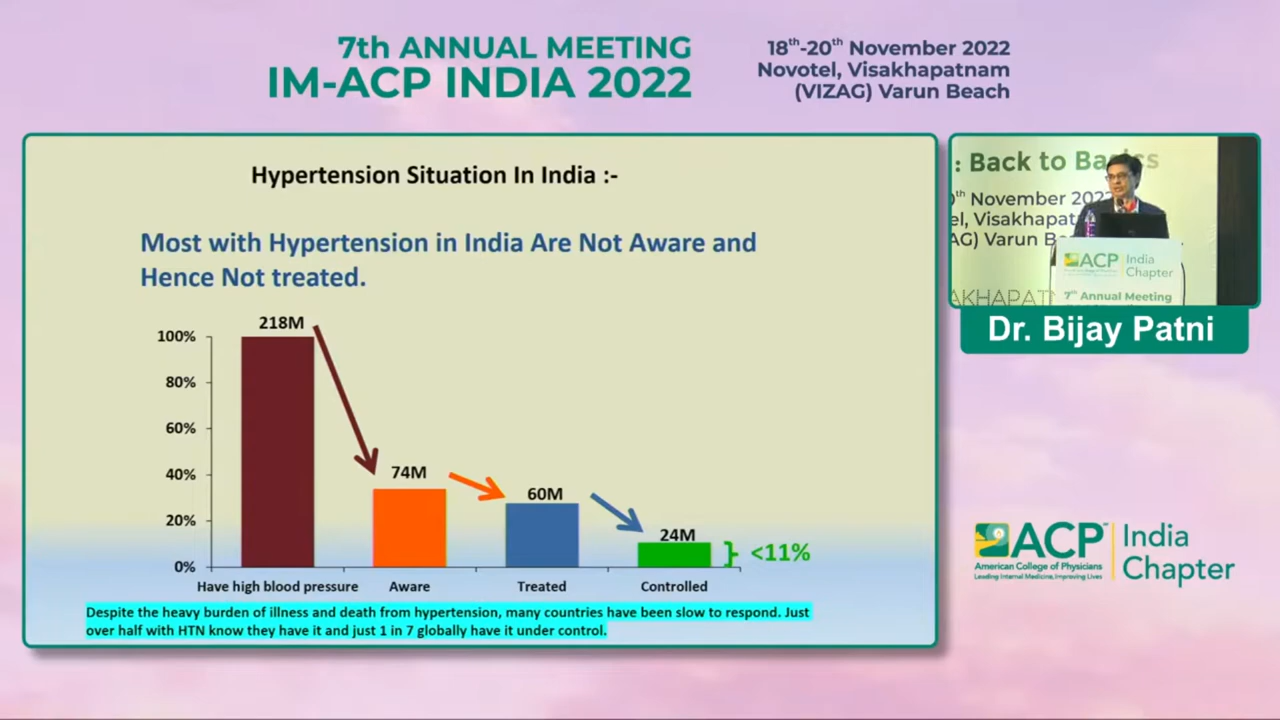 7th ANNUAL MEETING
IM-ACP INDIA 2022
18th-20th November 2022
Novotel, Visakhapatnam
(VIZAG) Varun Beach
Hypertension Situation In India :-
Most with Hypertension in India Are Not Aware and
Hence Not treated.
218M
100%
80%
60%
40%
20%
0%
74M
60M
24M
<11%
Have high blood pressure
Aware
Treated
Controlled
Despite the heavy burden of illness and death from hypertension, many countries have been slow to respond. Just
over half with HTN know they have it and just 1 in 7 globally have it under control.
: Back to Basics
th November 202
el, Visakhapat
AG) Varun B
AKHAPATN
ACP India
Chapter
7th Annual Meeting
Dr. Bijay Patni
ACP™ India
Chapter
American College of Physicians
Leading Internal Medicine, Improving Lives